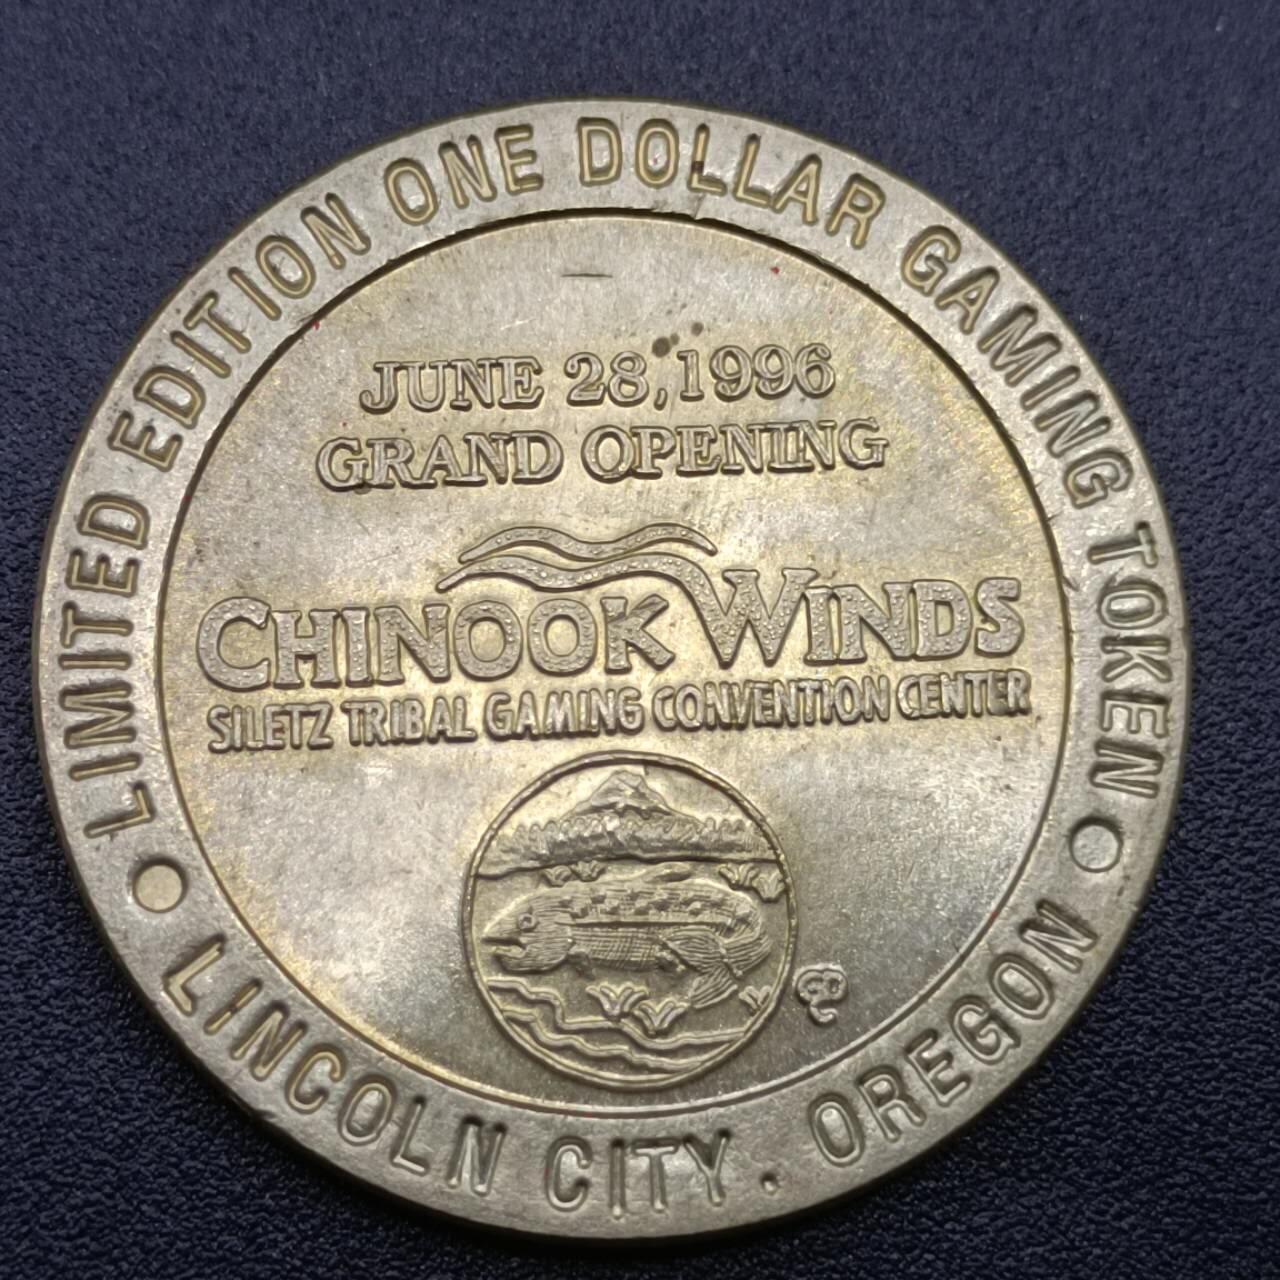 LIMITED EDITION ONE DOLLAR GAMING TOKEN
JUNE 28, 1996
GRAND OPENING
CHINOOK WINDS
SILETZ TRIBAL GAMING CONVENTION CENTER
LINCOLN CITY. OREGON